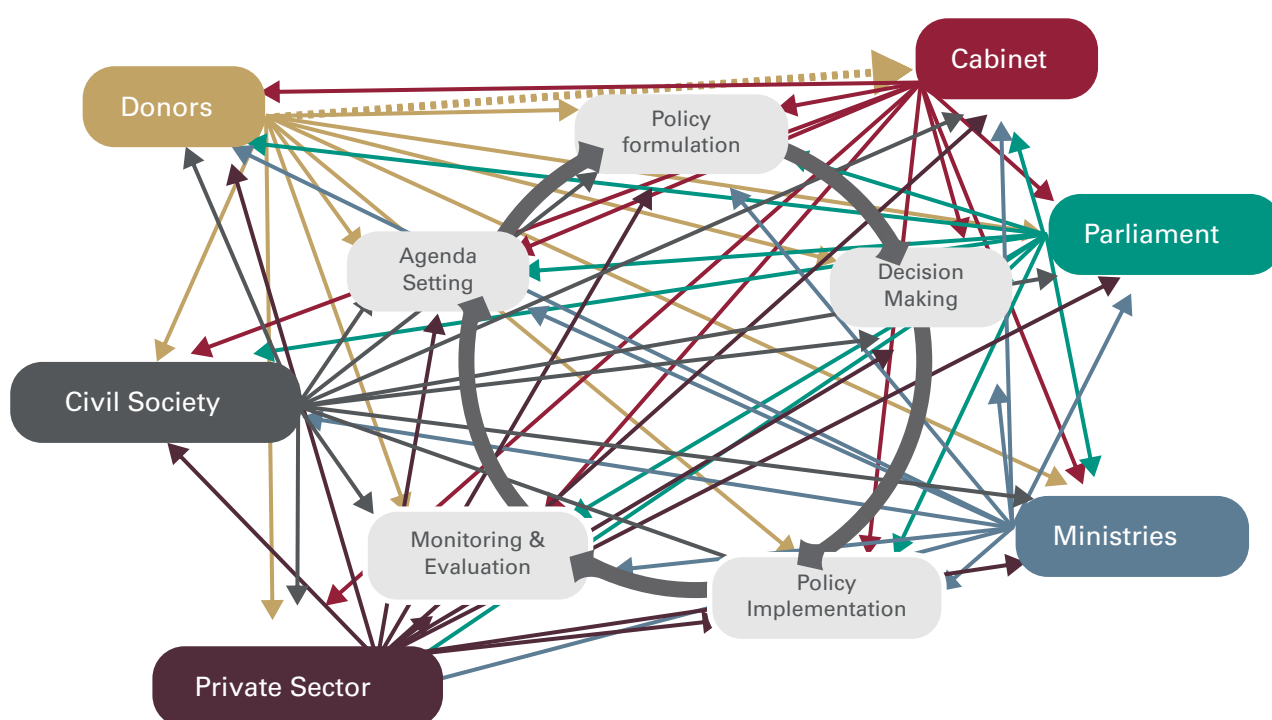 Cabinet
Donors
Policy
formulation
Parliament
Agenda
Setting
Decision
Making
Civil Society
Monitoring &
Evaluation
Ministries
Policy
Implementation
Private Sector